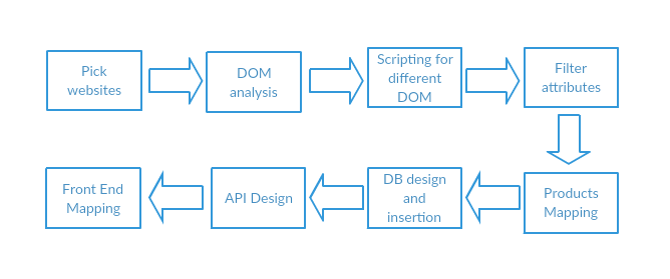 Pick
websites
DOM
analysis
Scripting for
different
DOM
Filter
attributes
Products
Mapping
DB design
and
insertion
API Design
Front End
Mapping